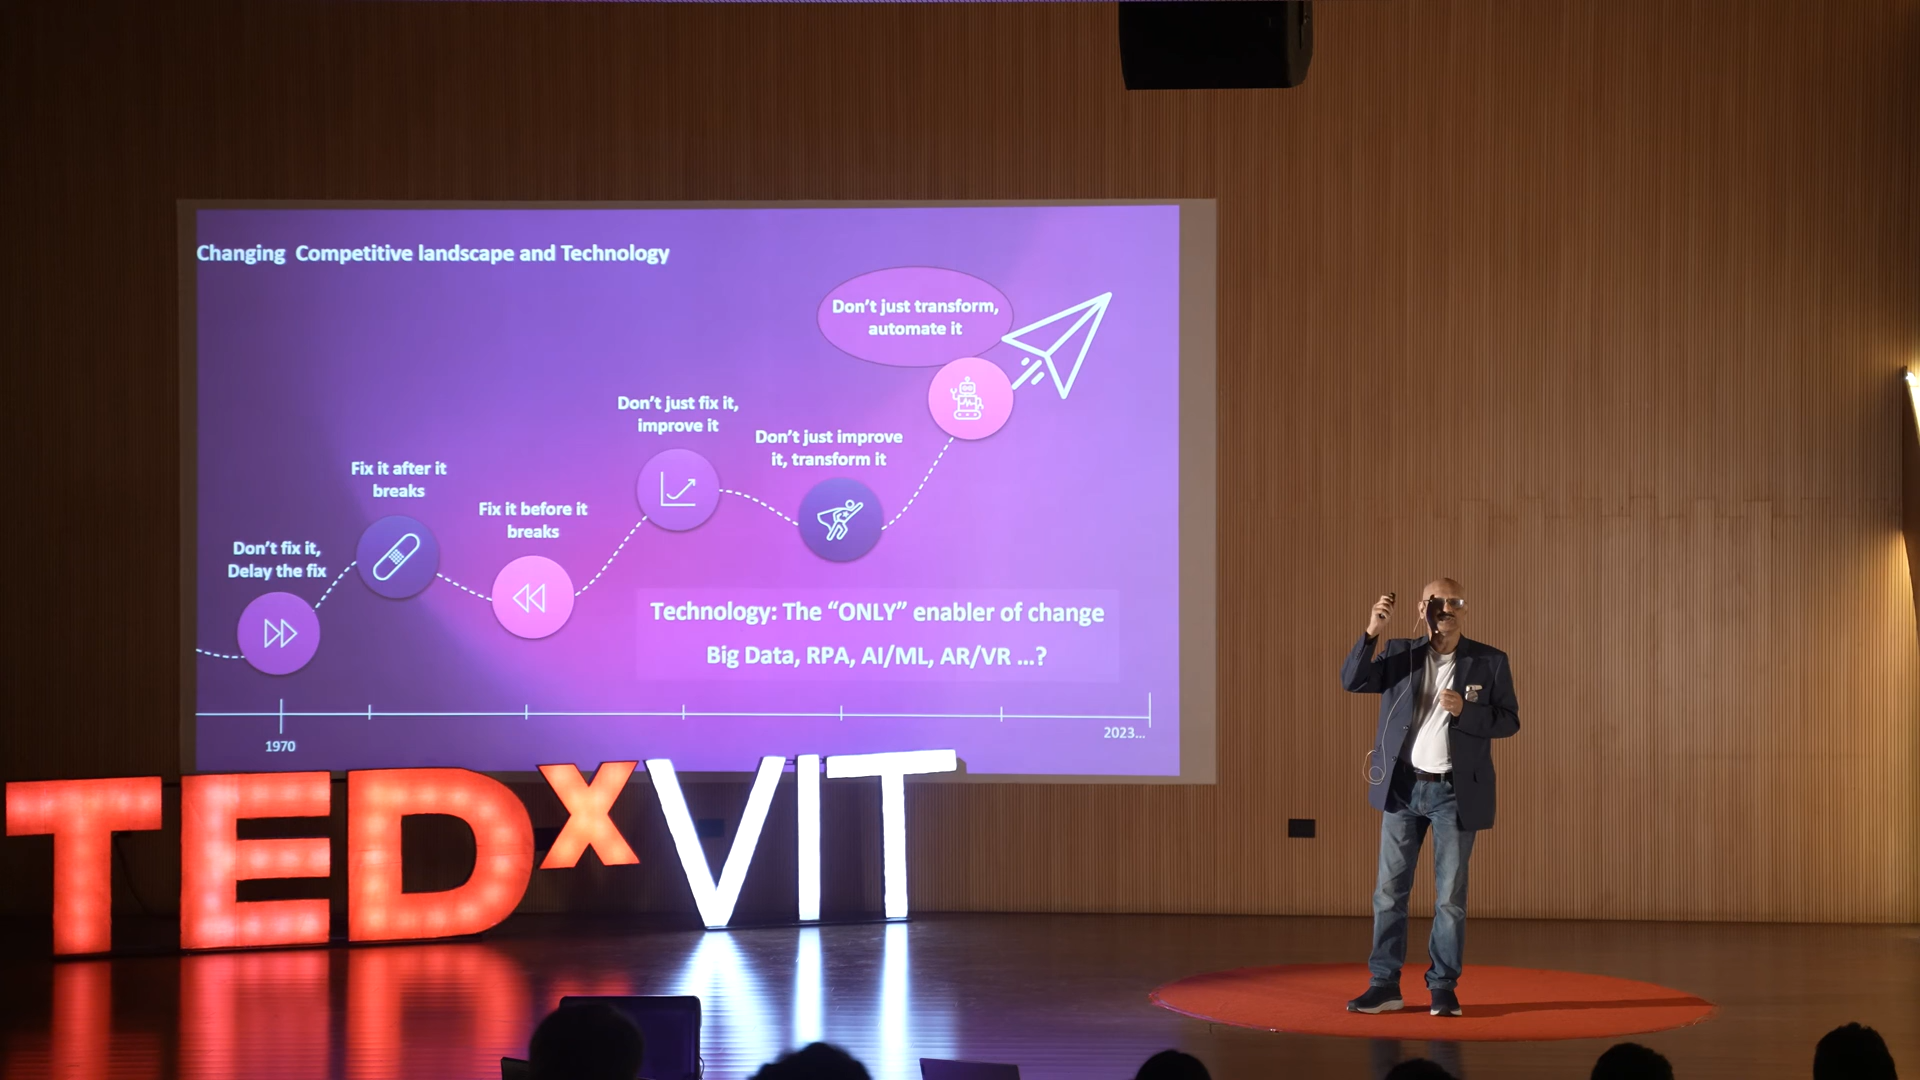 Changing  Competitive landscape and Technology
Don't just transform,
automate it
Don't just fix it,
improve it
Don't just improve
it, transform it
Fix it after it
breaks
Fix it before it
breaks
Don't fix it,
Delay the fix
Technology: The “ONLY” enabler of change
Big Data, RPA, AI/ML, AR/VR ...?
1970
2023...
TEDxVIT